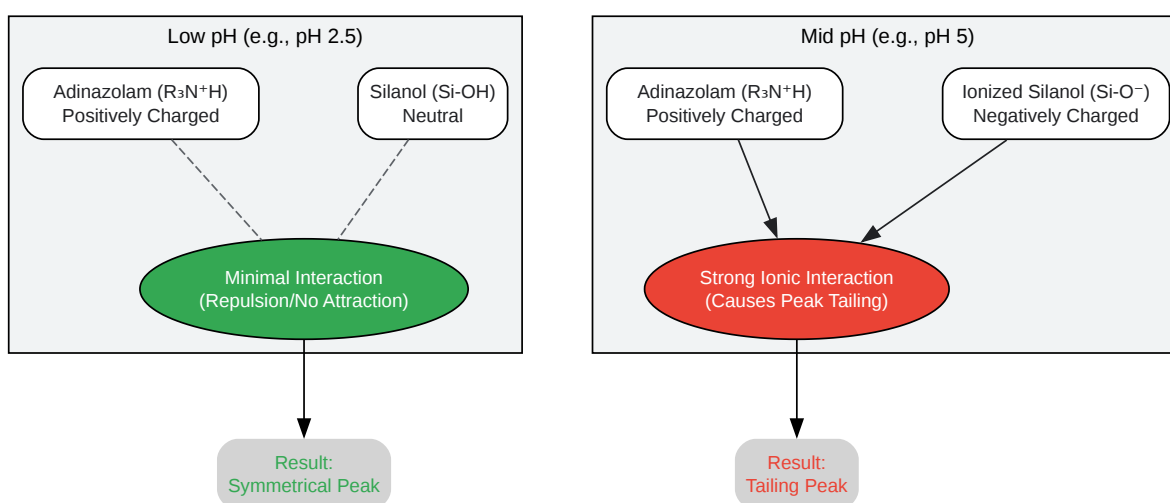 Low pH (e.g., pH 2.5)
Adinazolam (R₃N⁺H)
Positively Charged
Silanol (Si-OH)
Neutral
Minimal Interaction
(Repulsion/No Attraction)
Result:
Symmetrical Peak
Mid pH (e.g., pH 5)
Adinazolam (R₃N⁺H)
Positively Charged
Ionized Silanol (Si-O⁻)
Negatively Charged
Strong Ionic Interaction
(Causes Peak Tailing)
Result:
Tailing Peak